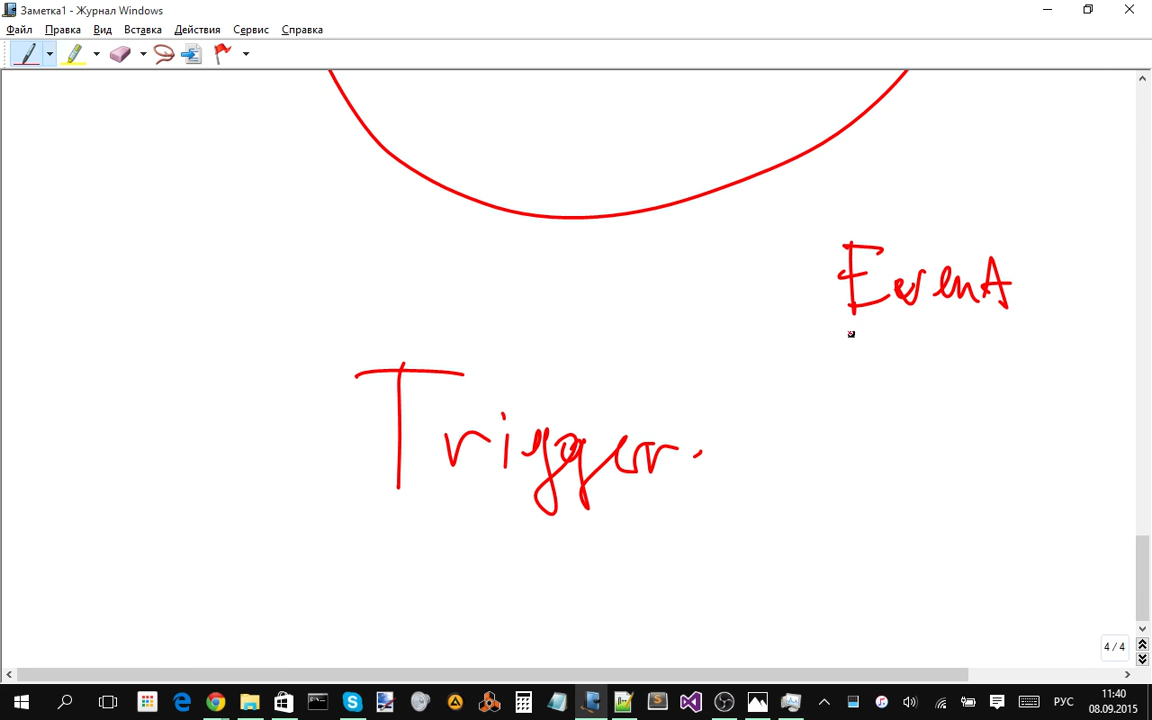 Заметка1 - Журнал Windows
Файл Правка Вид Вставка Действия Сервис Справка
Event
Trigger.
4 / 4
РУС
11:40
08.09.2015